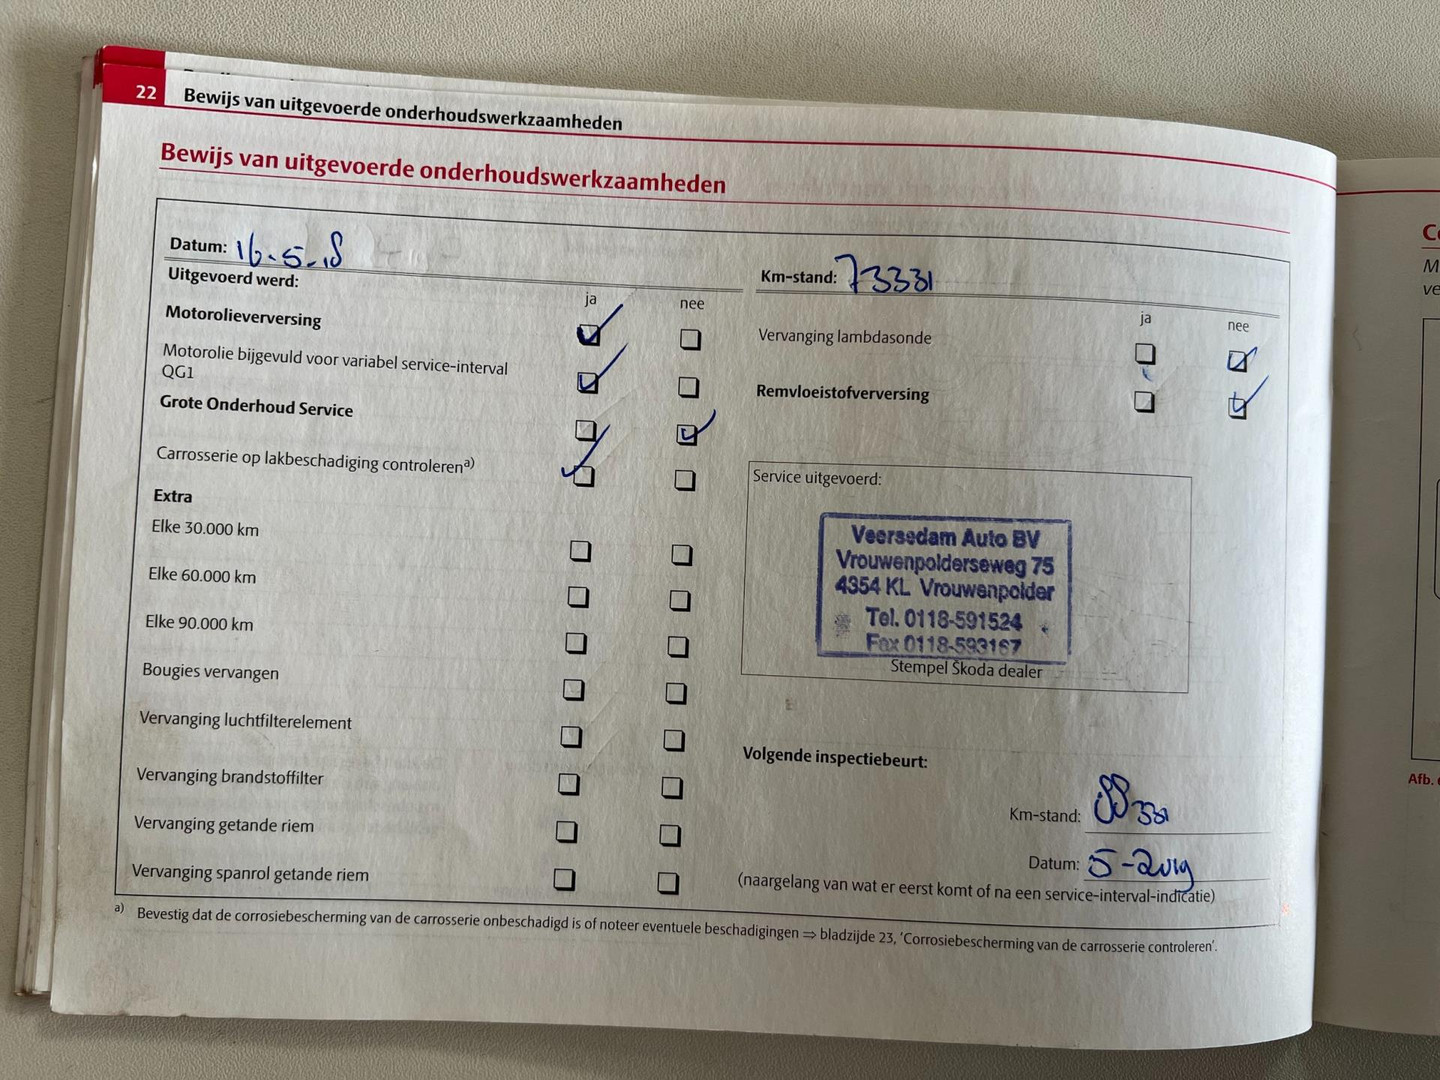 22 Bewijs van uitgevoerde onderhoudswerkzaamheden
Bewijs van uitgevoerde onderhoudswerkzaamheden
Datum: 16-5-18
Uitgevoerd werd:
ja nee
Motorolieverversing
Motorolie bijgevuld voor variabel service-interval
QG1
Grote Onderhoud Service
Carrosserie op lakbeschadiging controleren a)
Extra
Elke 30.000 km
Elke 60.000 km
Elke 90.000 km
Bougies vervangen
Vervanging luchtfilterelement
Vervanging brandstoffilter
Vervanging getande riem
Vervanging spanrol getande riem
Km-stand: 73331
ja nee
Vervanging lambdasonde
Remvloeistofverversing
Service uitgevoerd:
Veersedam Auto BV
Vrouwenpolderseweg 75
4354 KL Vrouwenpolder
Tel. 0118-591524
Fax 0118-593167
Stempel Škoda dealer
Volgende inspectiebeurt:
Km-stand: 88331
Datum: 5-2019
(naargelang van wat er eerst komt of na een service-interval-indicatie)
a) Bevestig dat de corrosiebescherming van de carrosserie onbeschadigd is of noteer eventuele beschadigingen ⇒ bladzijde 23, 'Corrosiebescherming van de carrosserie controleren'.
Afb.